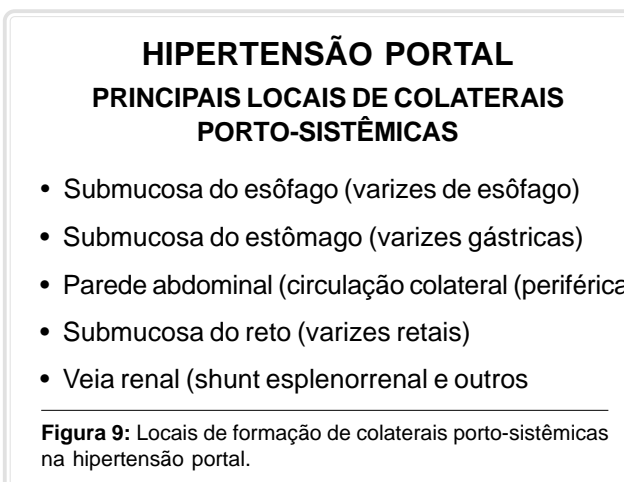 HIPERTENSÃO PORTAL
PRINCIPAIS LOCAIS DE COLATERAIS
PORTO-SISTÊMICAS
• Submucosa do esôfago (varizes de esôfago)
• Submucosa do estômago (varizes gástricas)
• Parede abdominal (circulação colateral (periférica
• Submucosa do reto (varizes retais)
• Veia renal (shunt esplenorrenal e outros
Figura 9: Locais de formação de colaterais porto-sistêmicas
na hipertensão portal.